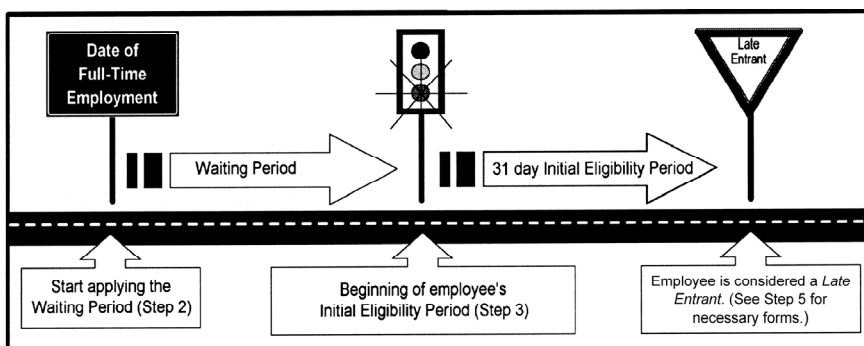 Date of
Full-Time
Employment
Late
Entrant
Waiting Period
31 day Initial Eligibility Period
Start applying the
Waiting Period (Step 2)
Beginning of employee's
Initial Eligibility Period (Step 3)
Employee is considered a Late
Entrant. (See Step 5 for
necessary forms.)